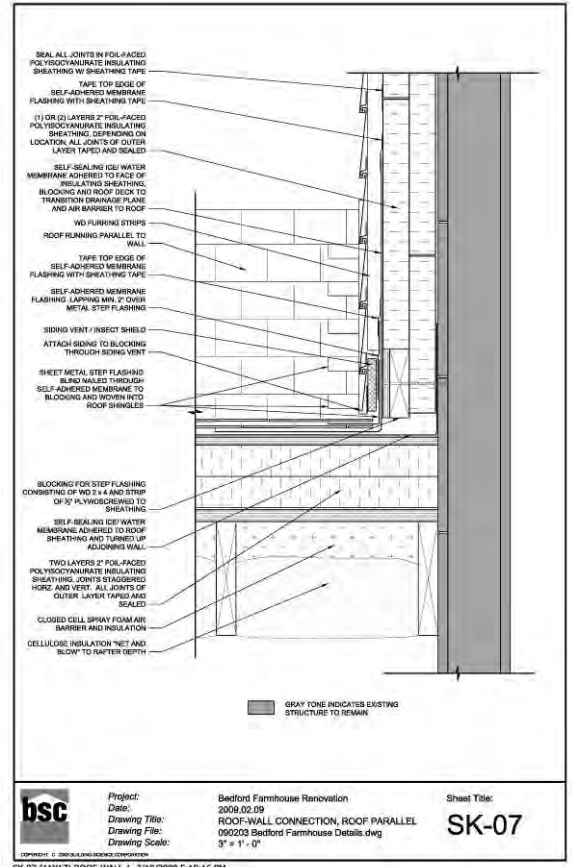 SEAL ALL JOINTS IN FOIL-FACED
POLYISOCYANURATE INSULATING
SHEATHING W/ SHEATHING TAPE
TAPE TOP EDGE OF
SELF-ADHERED MEMBRANE
FLASHING WITH SHEATHING TAPE
(1) OR (2) LAYERS 2" FOIL-FACED
POLYISOCYANURATE INSULATING
SHEATHING, DEPENDING ON
LOCATION, ALL JOINTS OF OUTER
LAYER TAPED AND SEALED
SELF-SEALING ICE/ WATER
MEMBRANE ADHERED TO FACE OF
INSULATING SHEATHING,
BLOCKING AND ROOF DECK TO
TRANSITION DRAINAGE PLANE
AND AIR BARRIER TO ROOF
WD FURRING STRIPS
ROOF RUNNING PARALLEL TO
WALL
TAPE TOP EDGE OF
SELF-ADHERED MEMBRANE
FLASHING WITH SHEATHING TAPE
SELF-ADHERED MEMBRANE
FLASHING LAPPING MIN. 2" OVER
METAL STEP FLASHING
SIDING VENT / INSECT SHIELD
ATTACH SIDING TO BLOCKING
THROUGH SIDING VENT
SHEET METAL STEP FLASHING
BLIND NAILED THROUGH
SELF-ADHERED MEMBRANE TO
BLOCKING AND WOVEN INTO
ROOF SHINGLES
BLOCKING FOR STEP FLASHING
CONSISTING OF WD 2 x 4 AND STRIP
OF ½" PLYWOSCREWED TO
SHEATHING
SELF-SEALING ICE/ WATER
MEMBRANE ADHERED TO ROOF
SHEATHING AND TURNED UP
ADJOINING WALL
TWO LAYERS 2" FOIL-FACED
POLYISOCYANURATE INSULATING
SHEATHING, JOINTS STAGGERED
HORZ. AND VERT. ALL JOINTS OF
OUTER LAYER TAPED AND
SEALED
CLOSED CELL SPRAY FOAM AIR
BARRIER AND INSULATION
CELLULOSE INSULATION "NET AND
BLOW" TO RAFTER DEPTH
GRAY TONE INDICATES EXISTING
STRUCTURE TO REMAIN
bsc
Project: Bedford Farmhouse Renovation
Date: 2009.02.09
Drawing Title: ROOF-WALL CONNECTION, ROOF PARALLEL
Drawing File: 090203 Bedford Farmhouse Details.dwg
Drawing Scale: 3" = 1' - 0"
Sheet Title:
SK-07
COPYRIGHT © 2009 BUILDING SCIENCE CORPORATION